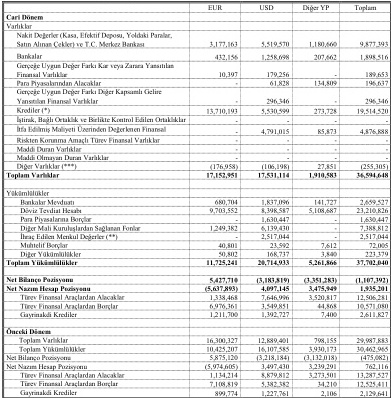 EUR USD Diğer YP Toplam
Cari Dönem
Varlıklar
Nakit Değerler (Kasa, Efektif Deposu, Yoldaki Paralar,
Satın Alınan Çekler) ve T.C. Merkez Bankası 3,177,163 5,519,570 1,180,660 9,877,393
Bankalar 432,156 1,258,698 207,662 1,898,516
Gerçeğe Uygun Değer Farkı Kar veya Zarara Yansıtılan
Finansal Varlıklar 10,397 179,256 - 189,653
Para Piyasalarından Alacaklar - 61,828 134,809 196,637
Gerçeğe Uygun Değer Farkı Diğer Kapsamlı Gelire
Yansıtılan Finansal Varlıklar - 296,346 - 296,346
Krediler (*) 13,710,193 5,530,599 273,728 19,514,520
İştirak, Bağlı Ortaklık ve Birlikte Kontrol Edilen Ortaklıklar - - - -
İtfa Edilmiş Maliyeti Üzerinden Değerlenen Finansal - 4,791,015 85,873 4,876,888
Riskten Korunma Amaçlı Türev Finansal Varlıklar - - - -
Maddi Duran Varlıklar - - - -
Maddi Olmayan Duran Varlıklar - - - -
Diğer Varlıklar (***) (176,958) (106,198) 27,851 (255,305)
Toplam Varlıklar 17,152,951 17,531,114 1,910,583 36,594,648
Yükümlülükler
Bankalar Mevduatı 680,704 1,837,096 141,727 2,659,527
Döviz Tevdiat Hesabı 9,703,552 8,398,587 5,108,687 23,210,826
Para Piyasalarına Borçlar - 1,630,447 - 1,630,447
Diğer Mali Kuruluşlardan Sağlanan Fonlar 1,249,382 6,139,430 - 7,388,812
İhraç Edilen Menkul Değerler (**) - 2,517,044 - 2,517,044
Muhtelif Borçlar 40,801 23,592 7,612 72,005
Diğer Yükümlülükler 50,802 168,737 3,840 223,379
Toplam Yükümlülükler 11,725,241 20,714,933 5,261,866 37,702,040
Net Bilanço Pozisyonu 5,427,710 (3,183,819) (3,351,283) (1,107,392)
Net Nazım Hesap Pozisyonu (5,637,893) 4,097,145 3,475,949 1,935,201
Türev Finansal Araçlardan Alacaklar 1,338,468 7,646,996 3,520,817 12,506,281
Türev Finansal Araçlardan Borçlar 6,976,361 3,549,851 44,868 10,571,080
Gayrinakdi Krediler 1,211,700 1,392,727 7,400 2,611,827
Önceki Dönem
Toplam Varlıklar 16,300,327 12,889,401 798,155 29,987,883
Toplam Yükümlülükler 10,425,207 16,107,585 3,930,173 30,462,965
Net Bilanço Pozisyonu 5,875,120 (3,218,184) (3,132,018) (475,082)
Net Nazım Hesap Pozisyonu (5,974,605) 3,497,430 3,239,291 762,116
Türev Finansal Araçlardan Alacaklar 1,134,214 8,879,812 3,273,501 13,287,527
Türev Finansal Araçlardan Borçlar 7,108,819 5,382,382 34,210 12,525,411
Gayrinakdi Krediler 899,774 1,227,761 2,106 2,129,641